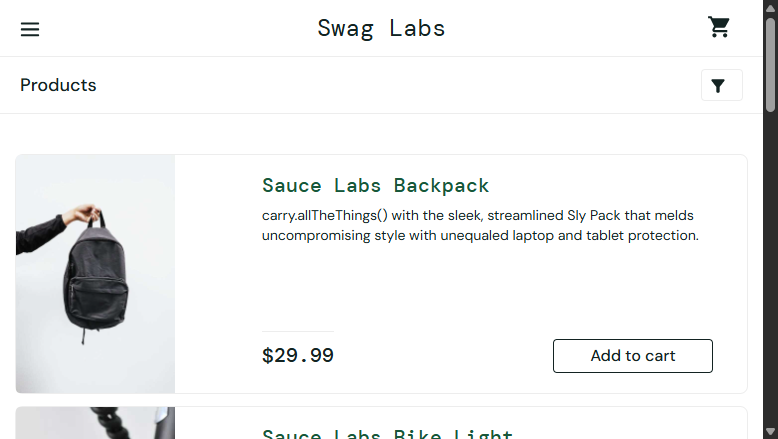 Swag Labs
Products
Sauce Labs Backpack
carry.allTheThings() with the sleek, streamlined Sly Pack that melds
uncompromising style with unequaled laptop and tablet protection.
$29.99
Add to cart
Sauce Labs Bike Light